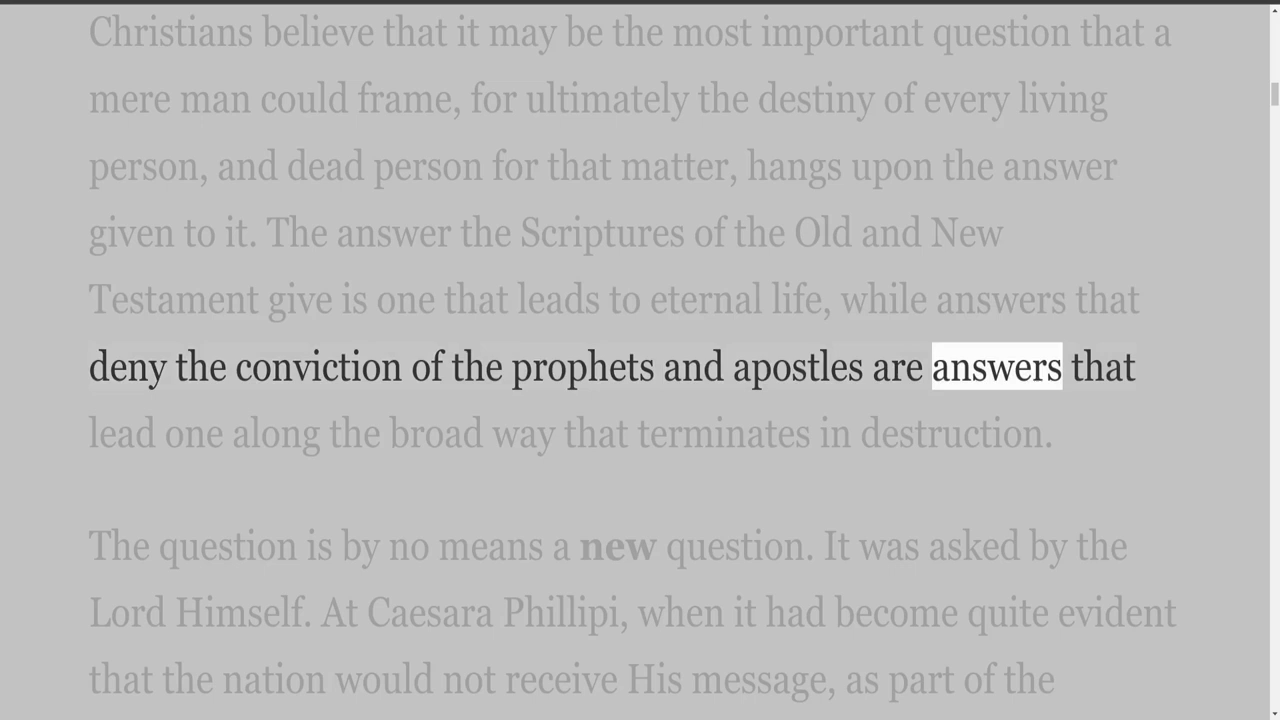 Christians believe that it may be the most important question that a
mere man could frame, for ultimately the destiny of every living
person, and dead person for that matter, hangs upon the answer
given to it. The answer the Scriptures of the Old and New
Testament give is one that leads to eternal life, while answers that
deny the conviction of the prophets and apostles are answers that
lead one along the broad way that terminates in destruction.
The question is by no means a new question. It was asked by the
Lord Himself. At Caesara Phillipi, when it had become quite evident
that the nation would not receive His message, as part of the